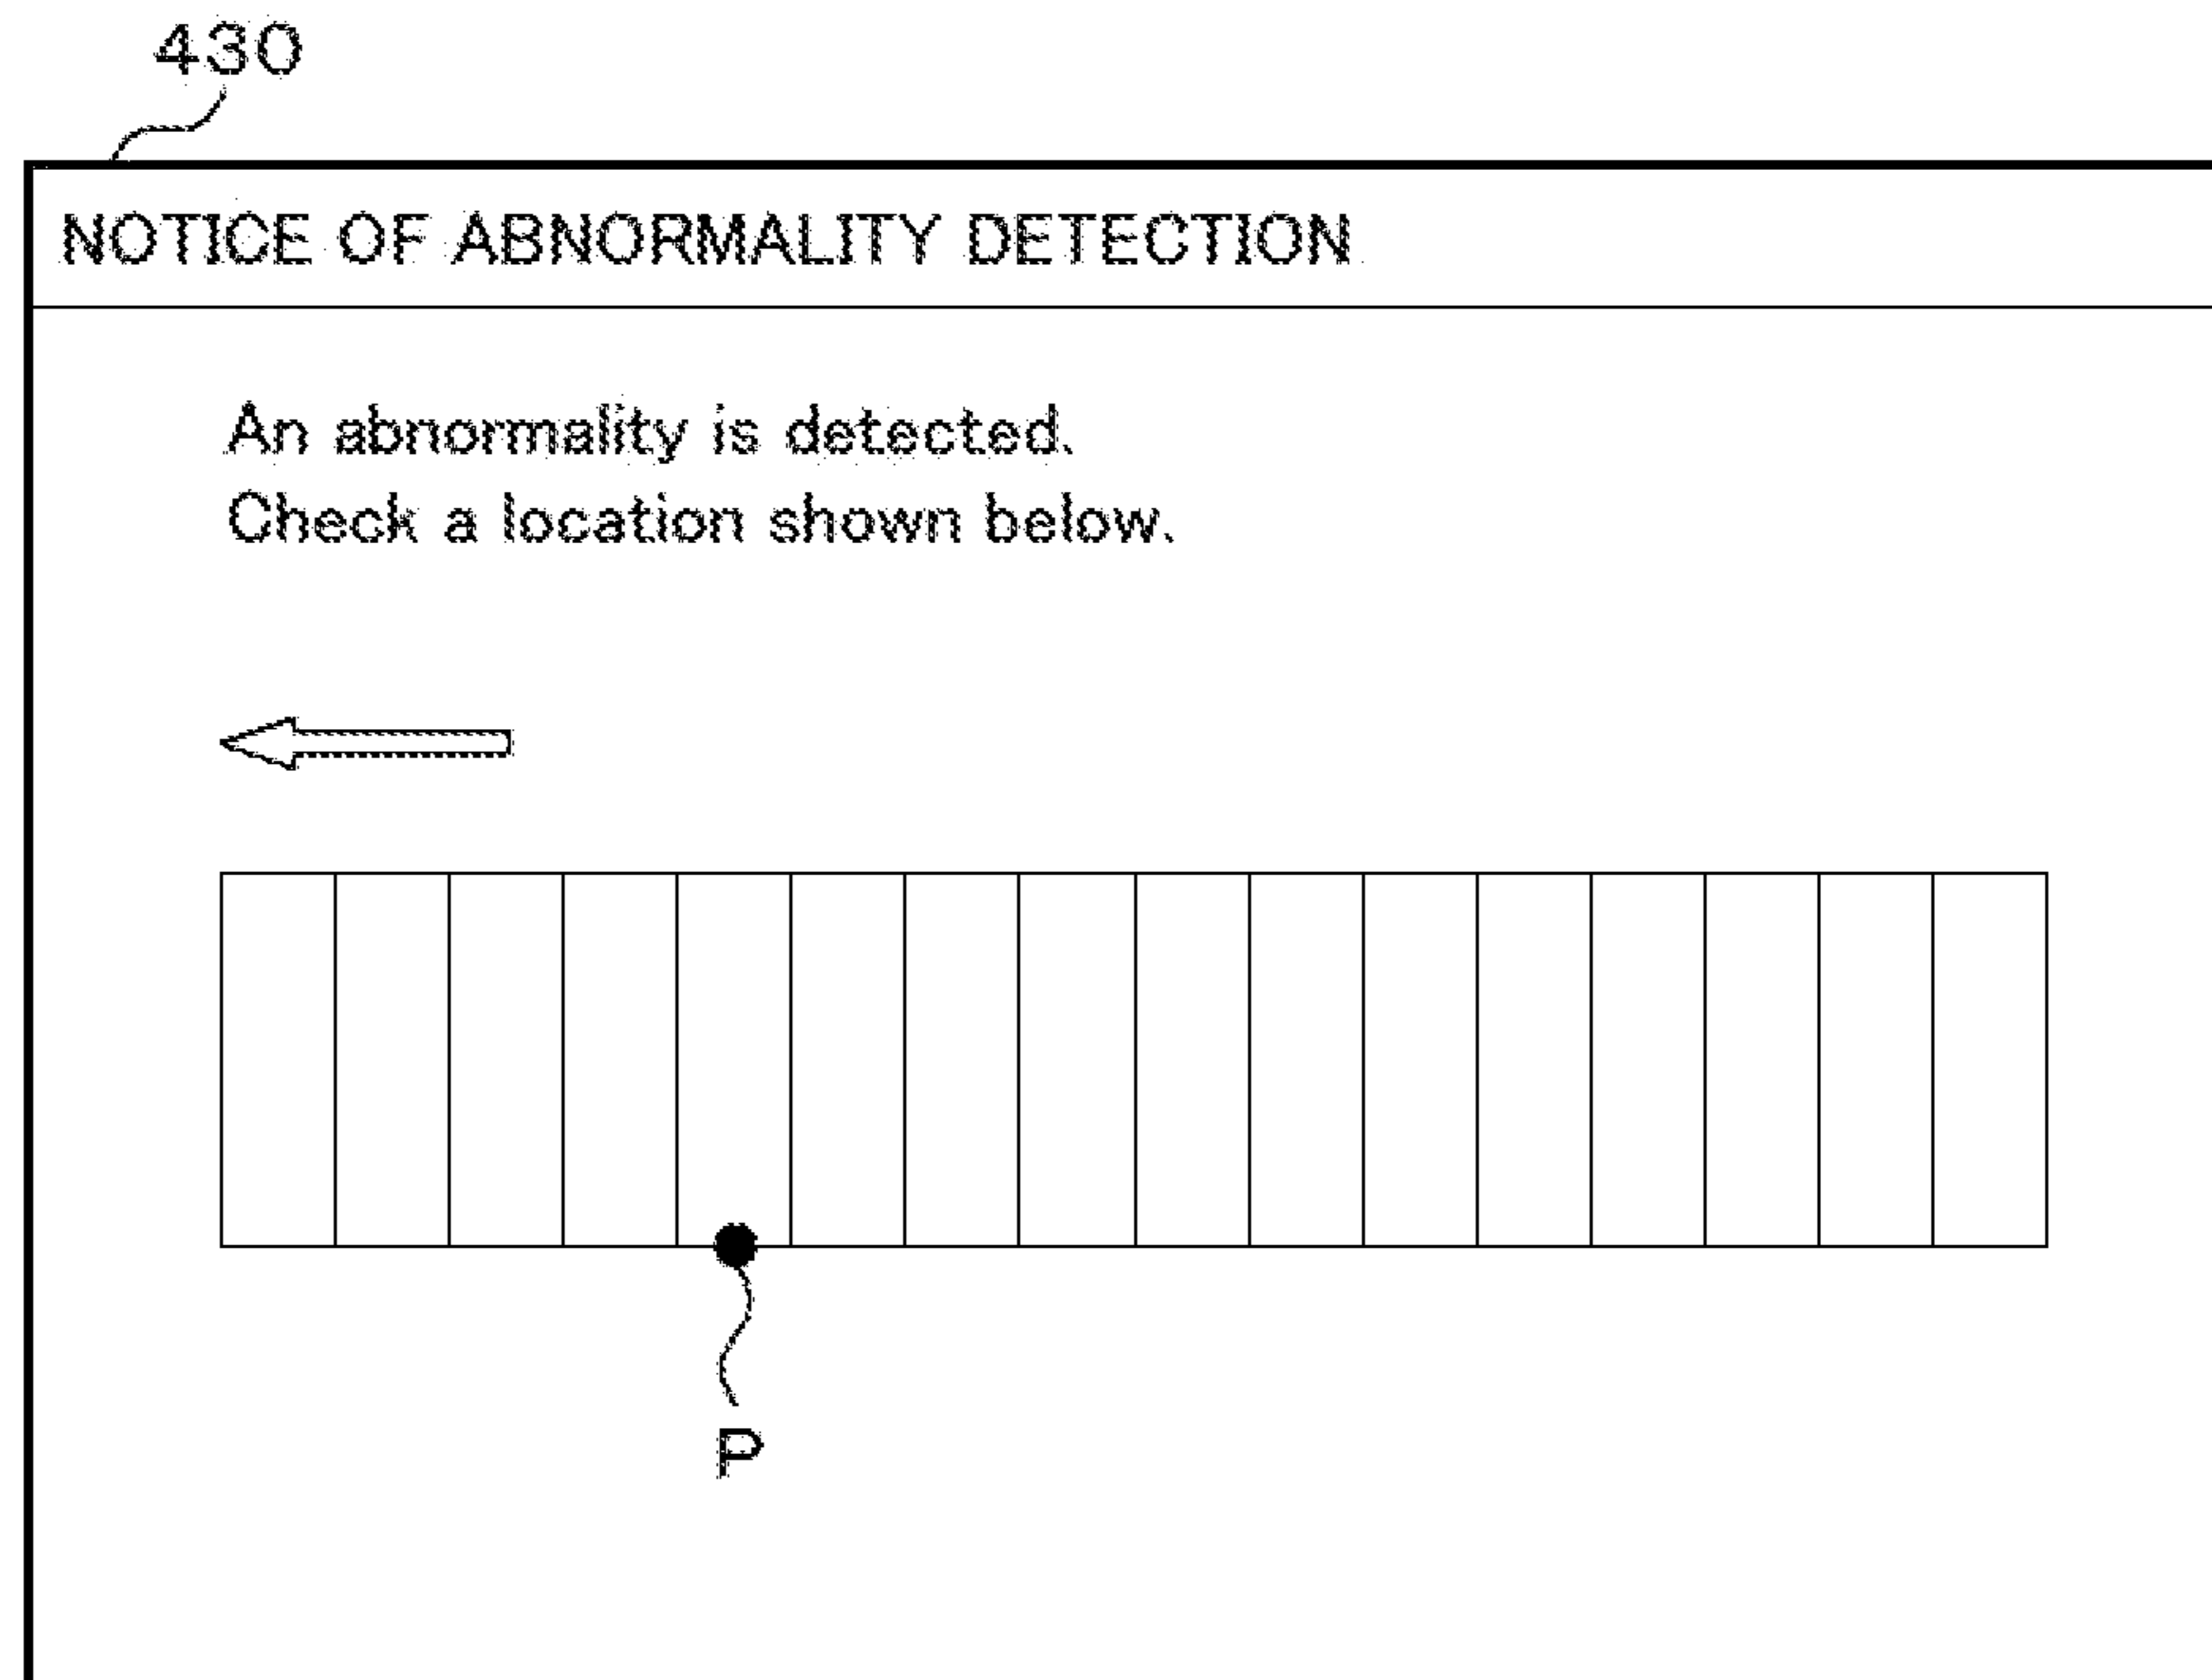 430
NOTICE OF ABNORMALITY DETECTION
An abnormality is detected.
Check a location shown below.
P